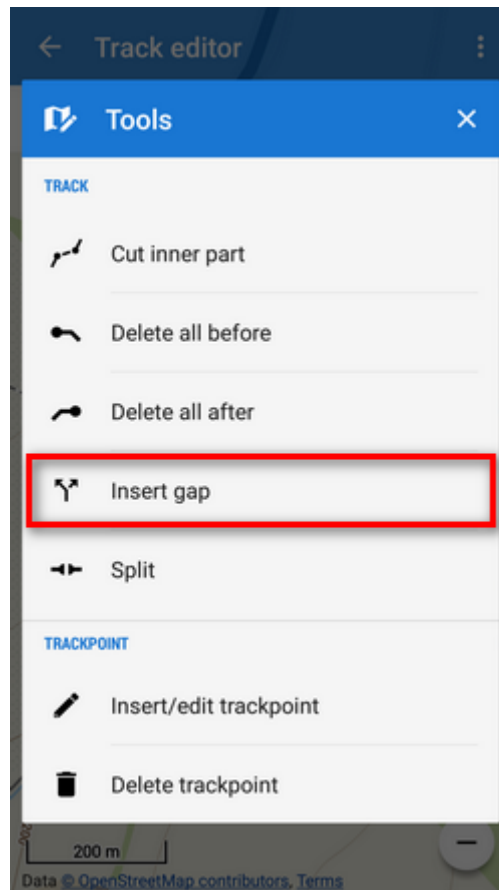 Track editor
Tools
TRACK
Cut inner part
Delete all before
Delete all after
Insert gap
Split
TRACKPOINT
Insert/edit trackpoint
Delete trackpoint
200
200 m
Data © OpenStreetMap contributors, Terms